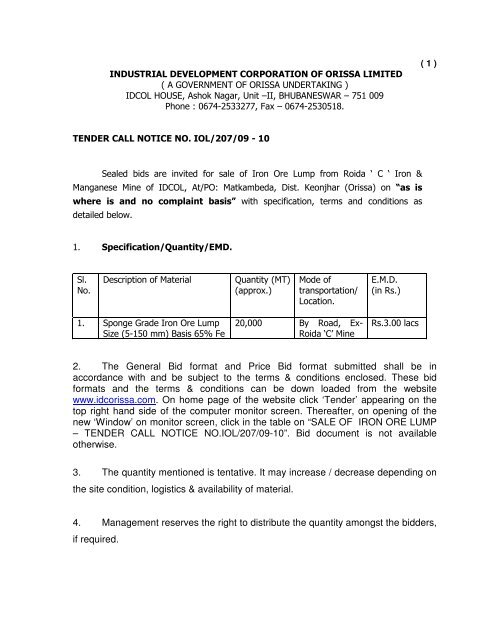 ( 1 )
INDUSTRIAL DEVELOPMENT CORPORATION OF ORISSA LIMITED
( A GOVERNMENT OF ORISSA UNDERTAKING )
IDCOL HOUSE, Ashok Nagar, Unit –II, BHUBANESWAR – 751 009
Phone : 0674-2533277, Fax – 0674-2530518.
TENDER CALL NOTICE NO. IOL/207/09 - 10
Sealed bids are invited for sale of Iron Ore Lump from Roida ‘ C ‘ Iron &
Manganese Mine of IDCOL, At/PO: Matkambeda, Dist. Keonjhar (Orissa) on “as is
where is and no complaint basis” with specification, terms and conditions as
detailed below.
1. Specification/Quantity/EMD.
Sl. Description of Material Quantity (MT) Mode of E.M.D.
No. (approx.) transportation/ (in Rs.)
Location.
1. Sponge Grade Iron Ore Lump 20,000 By Road, Ex- Rs.3.00 lacs
Size (5-150 mm) Basis 65% Fe Roida ‘C’ Mine
2. The General Bid format and Price Bid format submitted shall be in
accordance with and be subject to the terms & conditions enclosed. These bid
formats and the terms & conditions can be down loaded from the website
www.idcorissa.com. On home page of the website click ‘Tender’ appearing on the
top right hand side of the computer monitor screen. Thereafter, on opening of the
new ‘Window’ on monitor screen, click in the table on “SALE OF IRON ORE LUMP
– TENDER CALL NOTICE NO.IOL/207/09-10”. Bid document is not available
otherwise.
3. The quantity mentioned is tentative. It may increase / decrease depending on
the site condition, logistics & availability of material.
4. Management reserves the right to distribute the quantity amongst the bidders,
if required.